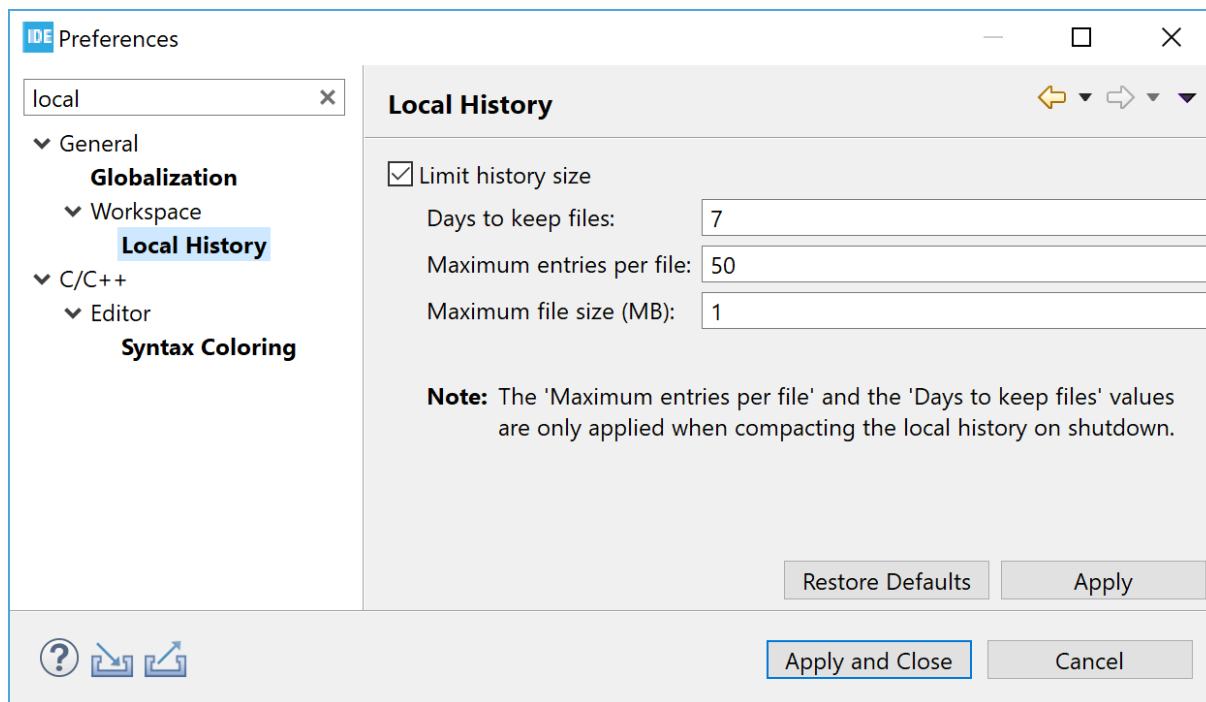 IDE Preferences
local
General
Globalization
Workspace
Local History
C/C++
Editor
Syntax Coloring
Local History
Limit history size
Days to keep files: 7
Maximum entries per file: 50
Maximum file size (MB): 1
Note: The 'Maximum entries per file' and the 'Days to keep files' values
are only applied when compacting the local history on shutdown.
Restore Defaults Apply
? Apply and Close Cancel